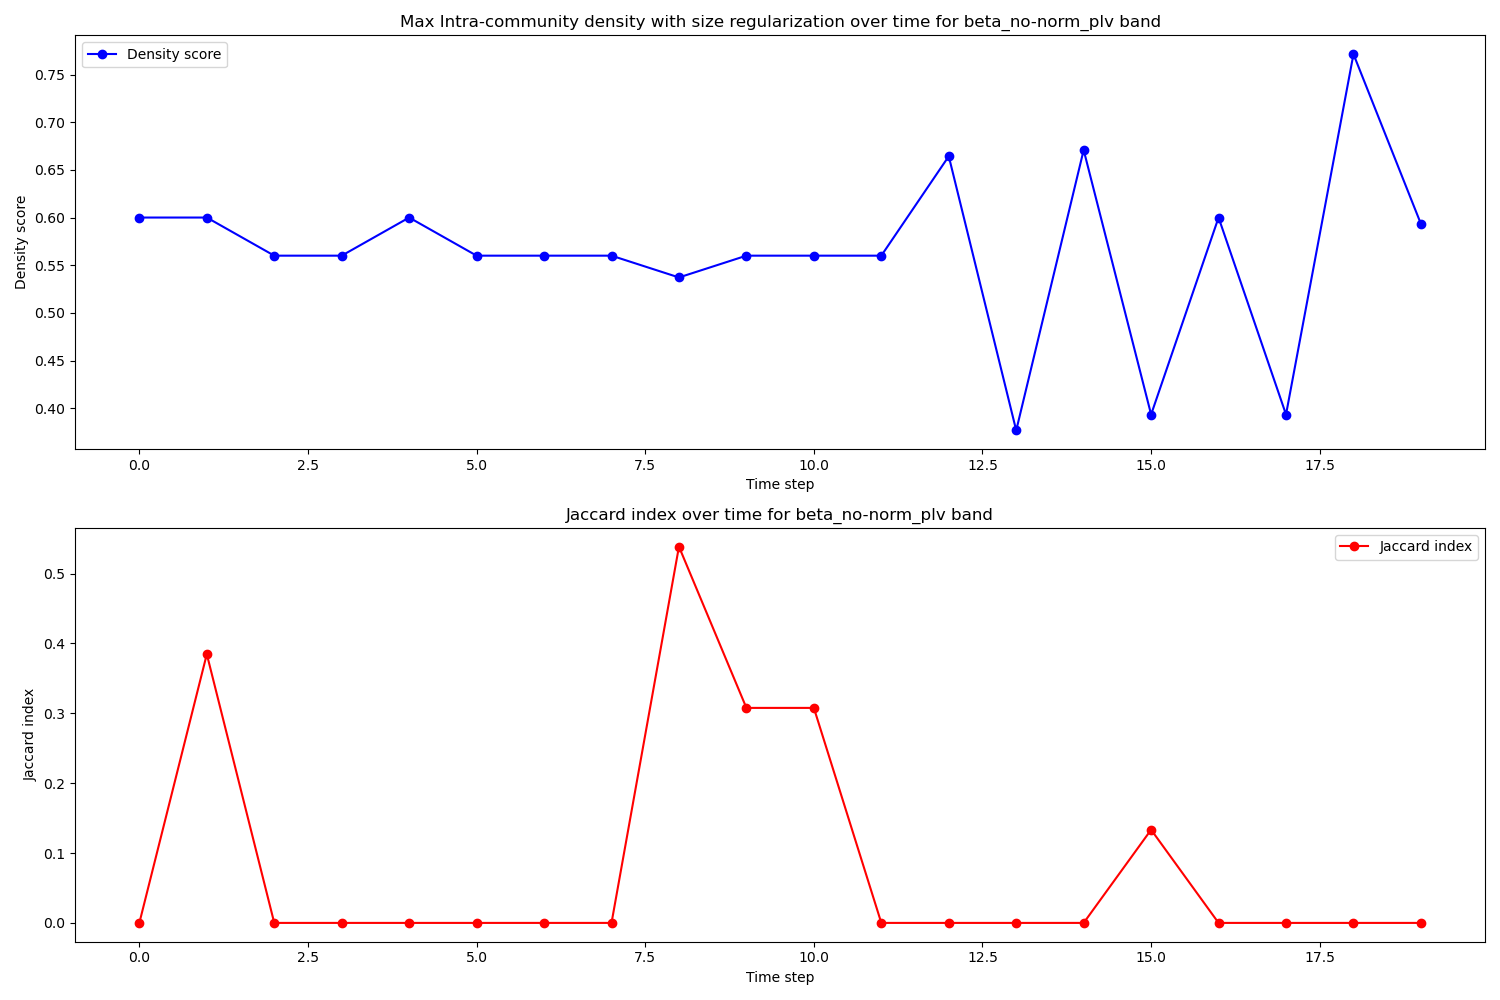 Max Intra-community density with size regularization over time for beta_no-norm_plv band
Density score
0.75
0.70
0.65
0.60
0.55
0.50
0.45
0.40
Density score
0.0 2.5 5.0 7.5 10.0 12.5 15.0 17.5
Time step
Jaccard index over time for beta_no-norm_plv band
Jaccard index
0.5
0.4
0.3
0.2
0.1
0.0
Jaccard index
0.0 2.5 5.0 7.5 10.0 12.5 15.0 17.5
Time step